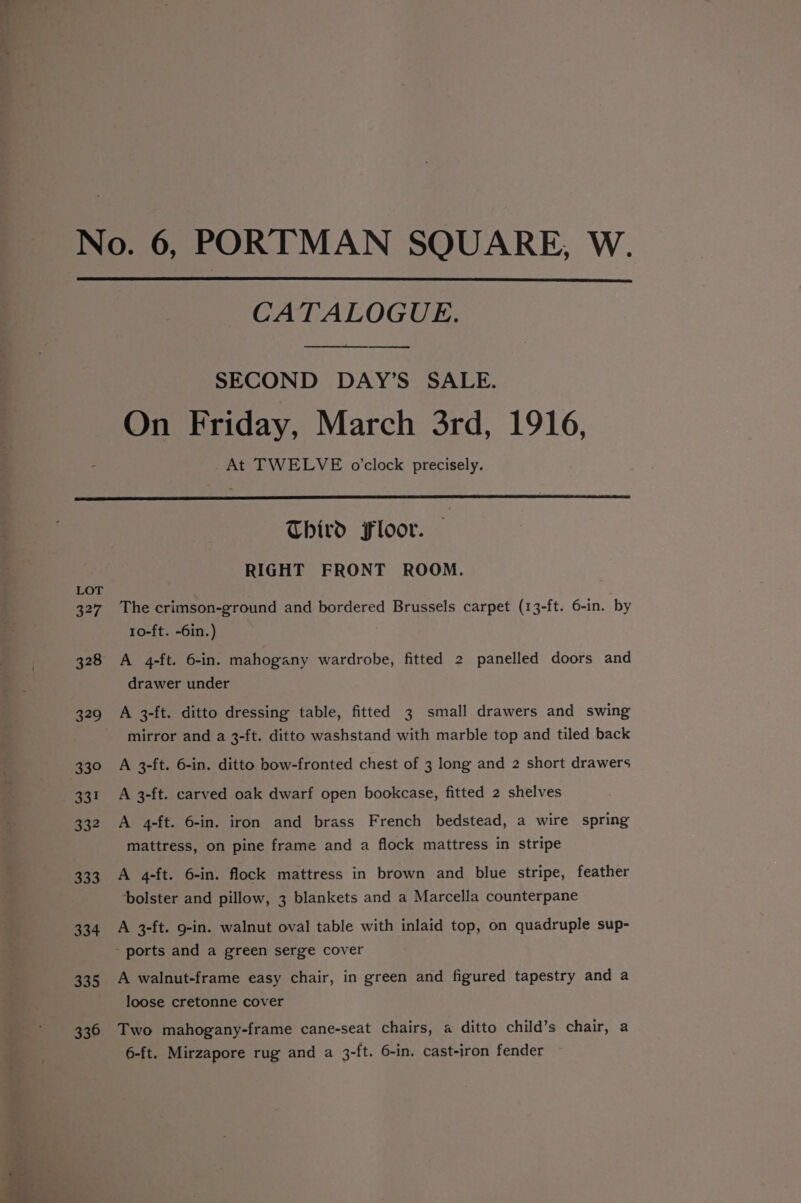 No. 6, PORTMAN SQUARE, W.
CATALOGUE.
SECOND DAY'S SALE.
On Friday, March 3rd, 1916,
At TWELVE o'clock precisely.
Third Floor.
RIGHT FRONT ROOM.
LOT
327 The crimson-ground and bordered Brussels carpet (13-ft. 6-in. by
10-ft. -6in.)
328 A 4-ft. 6-in. mahogany wardrobe, fitted 2 panelled doors and
drawer under
329 A 3-ft. ditto dressing table, fitted 3 small drawers and swing
mirror and a 3-ft. ditto washstand with marble top and tiled back
330 A 3-ft. 6-in. ditto bow-fronted chest of 3 long and 2 short drawers
331 A 3-ft. carved oak dwarf open bookcase, fitted 2 shelves
332 A 4-ft. 6-in. iron and brass French bedstead, a wire spring
mattress, on pine frame and a flock mattress in stripe
333 A 4-ft. 6-in. flock mattress in brown and blue stripe, feather
bolster and pillow, 3 blankets and a Marcella counterpane
334 A 3-ft. 9-in. walnut oval table with inlaid top, on quadruple sup-
ports and a green serge cover
335 A walnut-frame easy chair, in green and figured tapestry and a
loose cretonne cover
336 Two mahogany-frame cane-seat chairs, a ditto child's chair, a
6-ft. Mirzapore rug and a 3-ft. 6-in. cast-iron fender